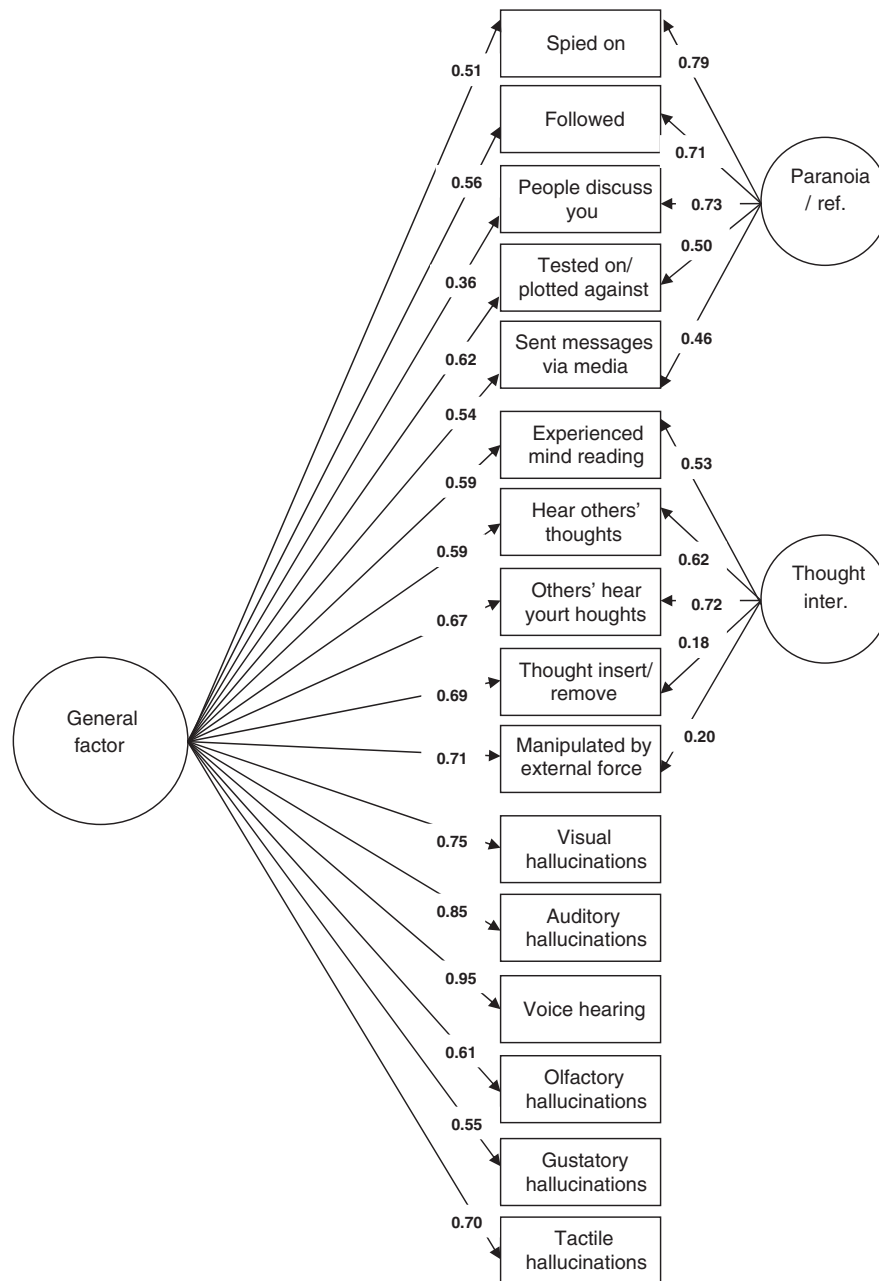 Spied on
0.51
0.79
Followed
0.71
0.56
People discuss
you
0.73
Paranoia
/ ref.
0.36
0.50
Tested on/
plotted against
0.62
0.46
Sent messages
via media
0.54
Experienced
mind reading
0.59
0.53
Hear others’
thoughts
0.59
0.62
Others’ hear
yourt houghts
0.67
0.72
Thought
inter.
0.18
Thought insert/
remove
0.69
General
factor
0.20
Manipulated by
external force
0.71
Visual
hallucinations
0.75
Auditory
hallucinations
0.85
Voice hearing
0.95
Olfactory
hallucinations
0.61
Gustatory
hallucinations
0.55
Tactile
hallucinations
0.70